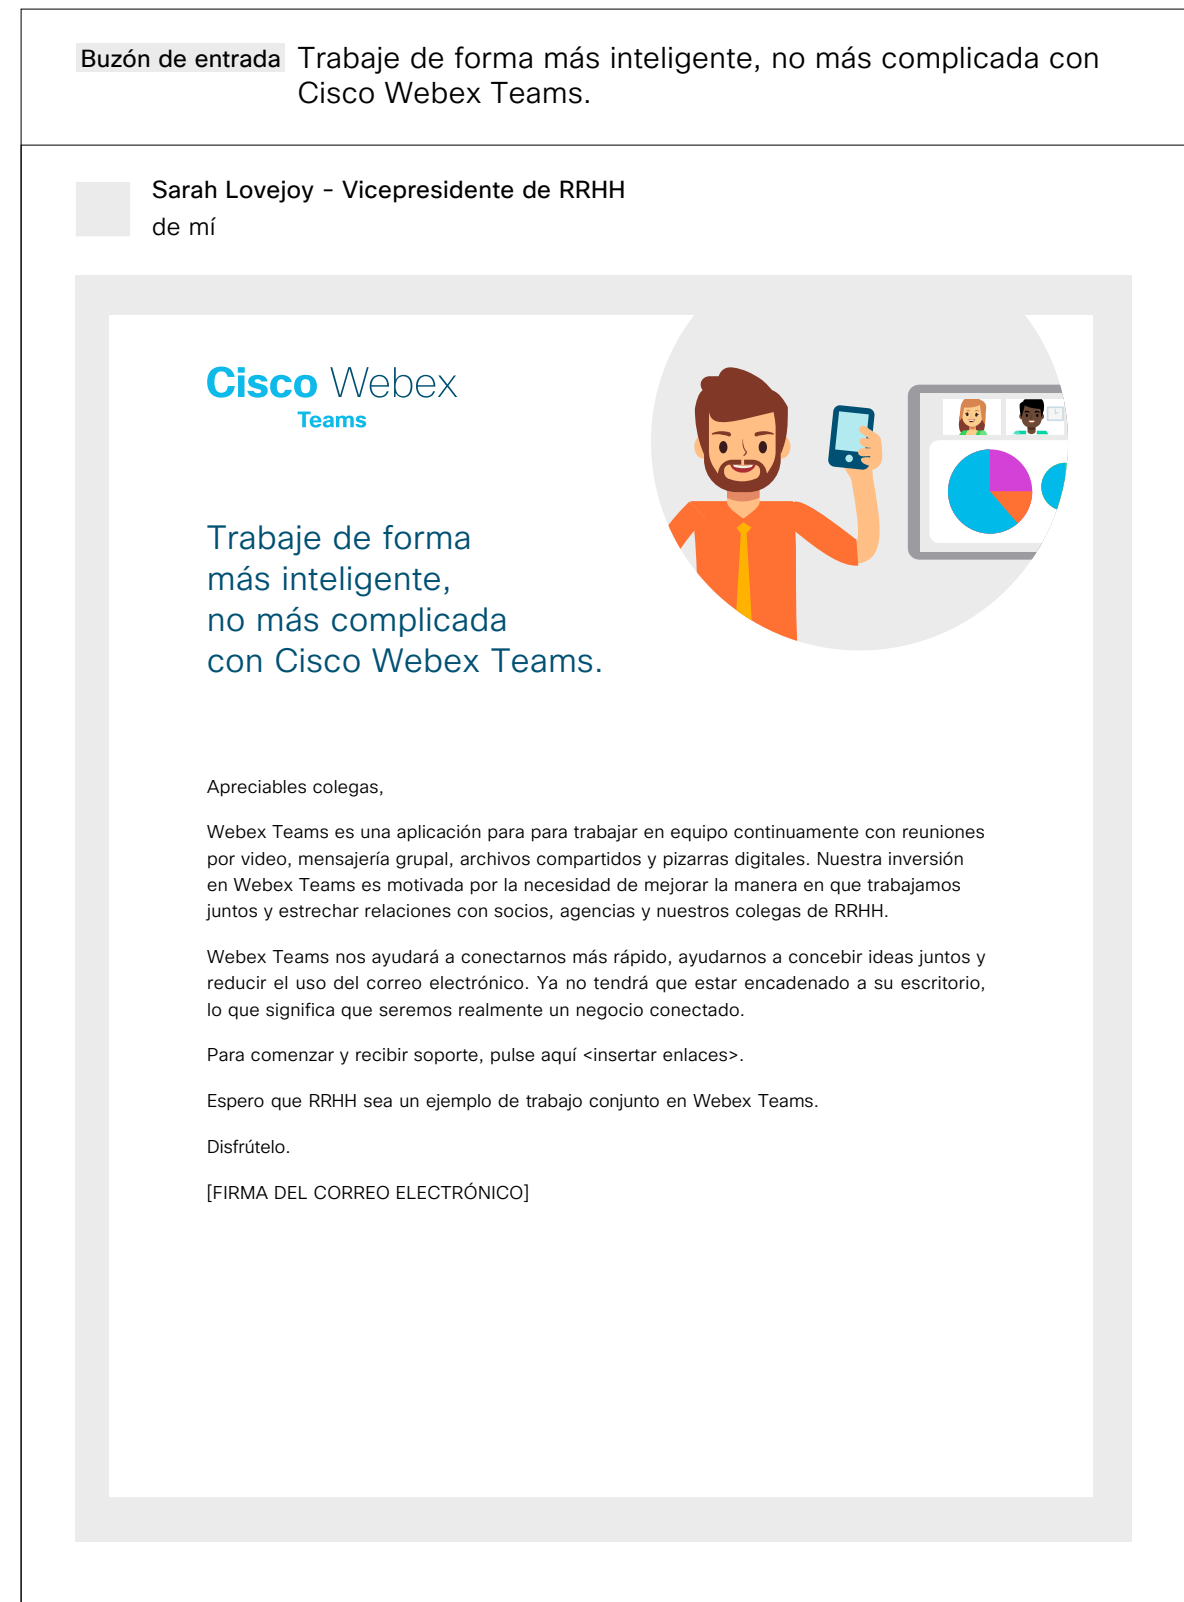 Buzón de entrada Trabaje de forma más inteligente, no más complicada con
Cisco Webex Teams.
Sarah Lovejoy - Vicepresidente de RRHH
de mí
Cisco Webex
Teams
Trabaje de forma
más inteligente,
no más complicada
con Cisco Webex Teams.
Apreciables colegas,
Webex Teams es una aplicación para para trabajar en equipo continuamente con reuniones
por video, mensajería grupal, archivos compartidos y pizarras digitales. Nuestra inversión
en Webex Teams es motivada por la necesidad de mejorar la manera en que trabajamos
juntos y estrechar relaciones con socios, agencias y nuestros colegas de RRHH.
Webex Teams nos ayudará a conectarnos más rápido, ayudarnos a concebir ideas juntos y
reducir el uso del correo electrónico. Ya no tendrá que estar encadenado a su escritorio,
lo que significa que seremos realmente un negocio conectado.
Para comenzar y recibir soporte, pulse aquí <insertar enlaces>.
Espero que RRHH sea un ejemplo de trabajo conjunto en Webex Teams.
Disfrútelo.
[FIRMA DEL CORREO ELECTRÓNICO]